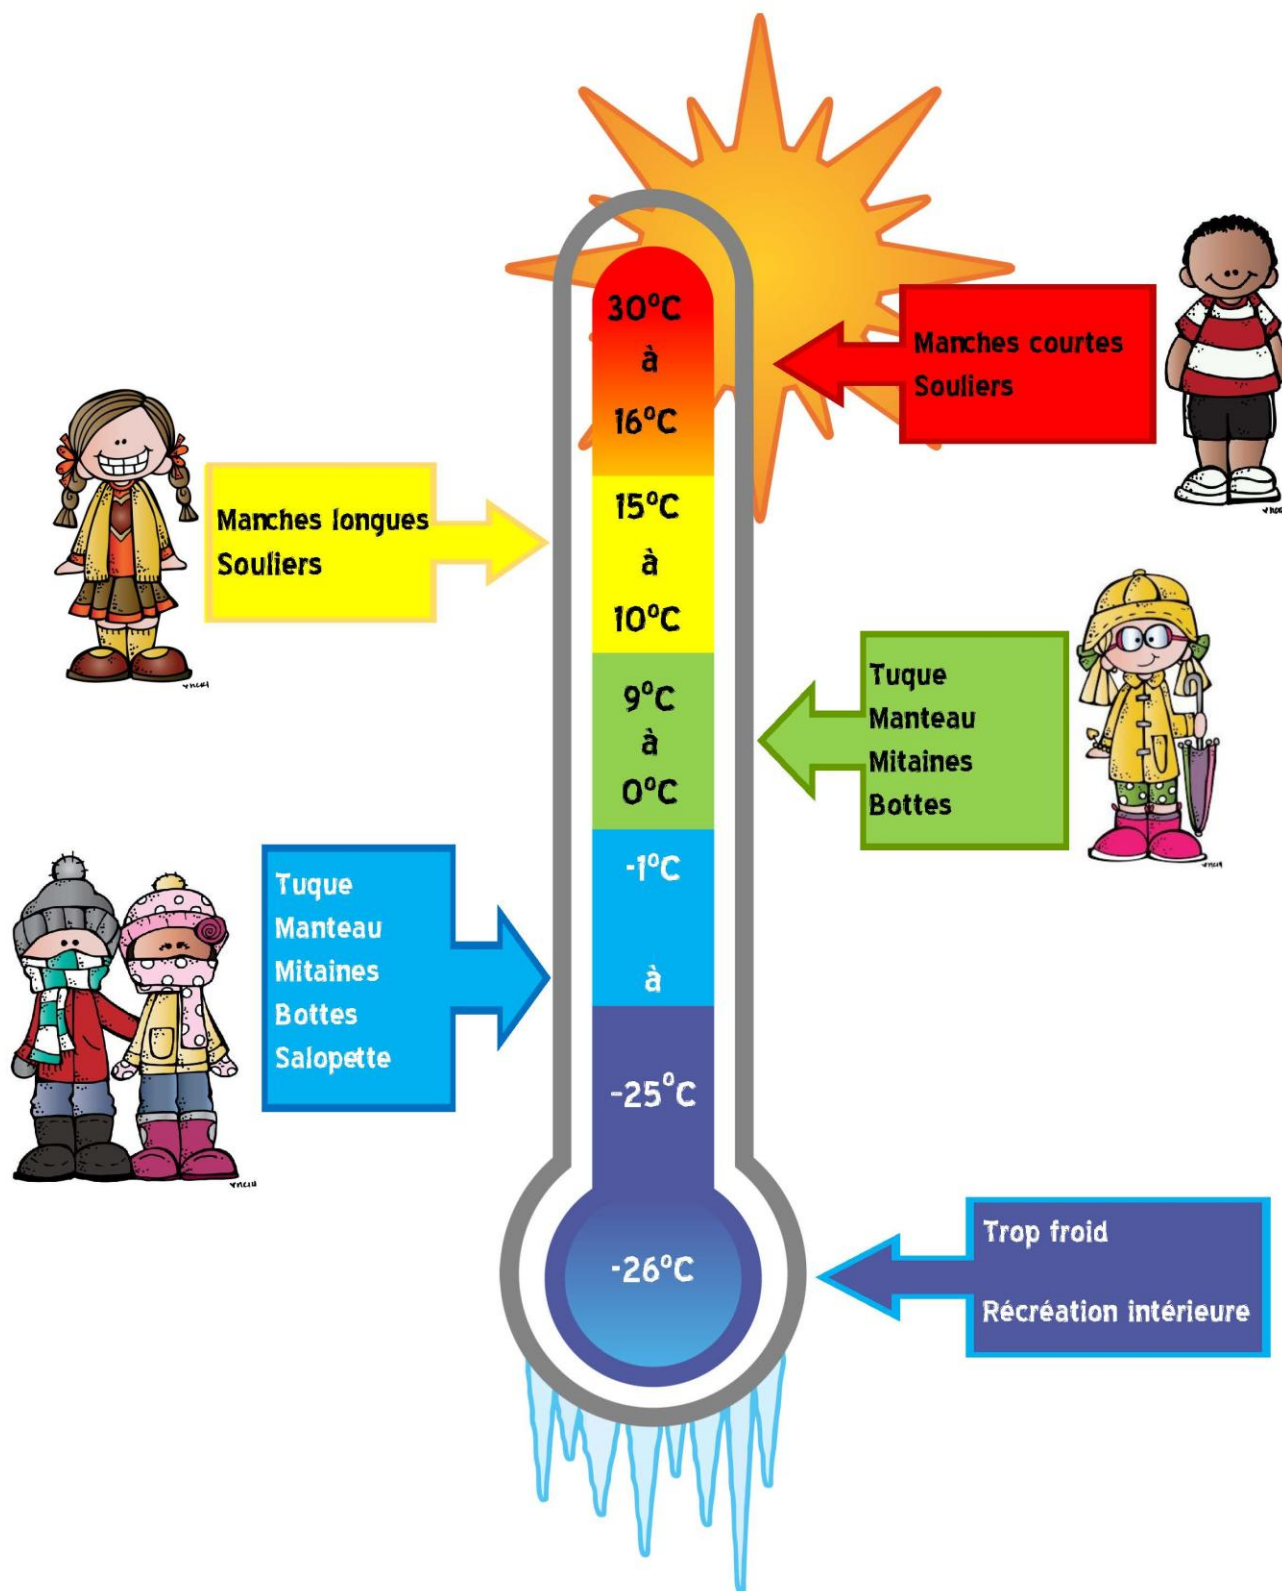 30°C
à
16°C
Manches courtes
Souliers
Manches longues
Souliers
15°C
à
10°C
9°C
à
0°C
Tuque
Manteau
Mitaines
Bottes
Tuque
Manteau
Mitaines
Bottes
Salopette
-1°C
à
-25°C
-26°C
Trop froid
Récréation intérieure